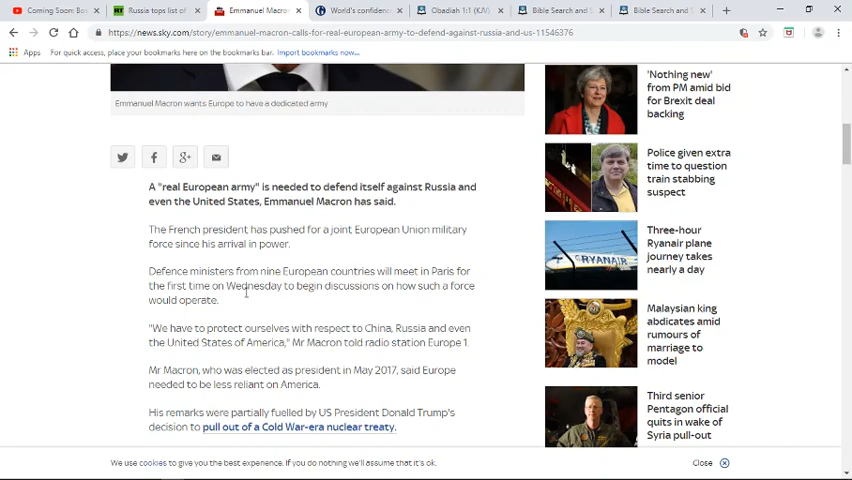 Coming Soon: Bo
Russia tops list of
Emmanuel Macron
World's confidenc
Obadiah 1:1 (KJV)
Bible Search and S
Bible Search and T
https://news.sky.com/story/emmanuel-macron-calls-for-real-european-army-to-defend-against-russia-and-us-11546376
Apps For quick access, place your bookmarks here on the bookmarks bar. Import bookmarks now...
Emmanuel Macron wants Europe to have a dedicated army
A "real European army" is needed to defend itself against Russia and
even the United States, Emmanuel Macron has said.
The French president has pushed for a joint European Union military
force since his arrival in power.
Defence ministers from nine European countries will meet in Paris for
the first time on Wednesday to begin discussions on how such a force
would operate.
"We have to protect ourselves with respect to China, Russia and even
the United States of America," Mr Macron told radio station Europe 1.
Mr Macron, who was elected as president in May 2017, said Europe
needed to be less reliant on America.
His remarks were partially fuelled by US President Donald Trump's
decision to pull out of a Cold War-era nuclear treaty.
'Nothing new'
from PM amid bid
for Brexit deal
backing
Police given extra
time to question
train stabbing
suspect
RYANAIR
Three-hour
Ryanair plane
journey takes
nearly a day
Malaysian king
abdicates amid
rumours of
marriage to
model
Third senior
Pentagon official
quits in wake of
Syria pull-out
We use cookies to give you the best experience. If you do nothing we'll assume that it's ok.
Close